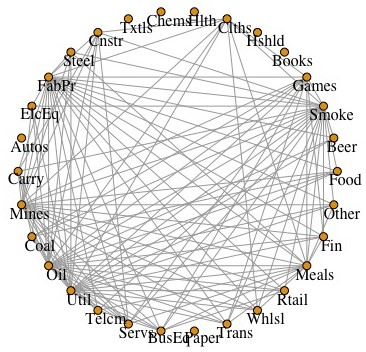 Hlth
Chems
Txtls
Cnstr
Steel
FabPr
ElcEq
Autos
Carry
Mines
Coal
Oil
Util
Telcm
Servs
BusEq
Paper
Trans
Whlsl
Rtail
Meals
Fin
Other
Food
Beer
Smoke
Games
Books
Hshld
Clths